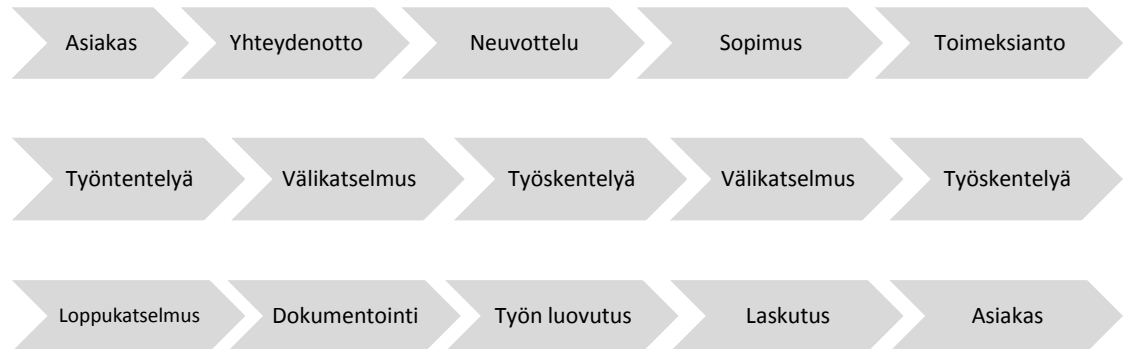 Asiakas Yhteydenotto Neuvottelu Sopimus Toimeksianto
Työntentelyä Välikatselmus Työskentelyä Välikatselmus Työskentelyä
Loppukatselmus Dokumentointi Työn luovutus Laskutus Asiakas